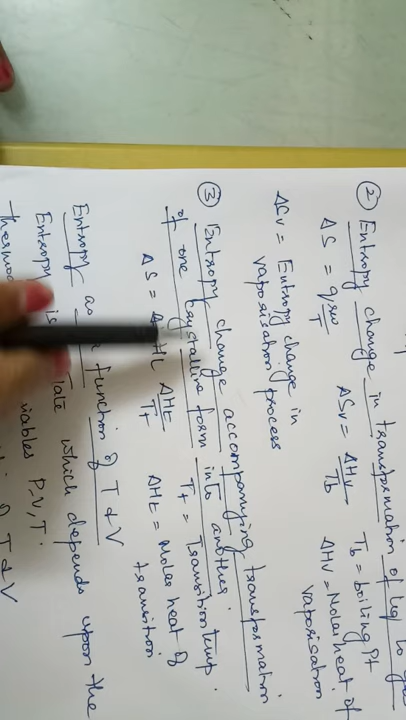 ② Entropy change in transformation of liq to
ΔS = qrev/T ΔSv = ΔHv/Tb Tb = boiling Pt
ΔHv = Molar heat of vaporisation
ΔSv = Entropy change in
vaporisation process
③ Entropy change accompanying transformation
of one crystalline form into another.
ΔS = ΔHt/Tt Tt = Transition temp.
ΔHt = Molar heat of
transition
Entropy as function of T & V
Entropy is which depends upon the
P, V, T.
T & V